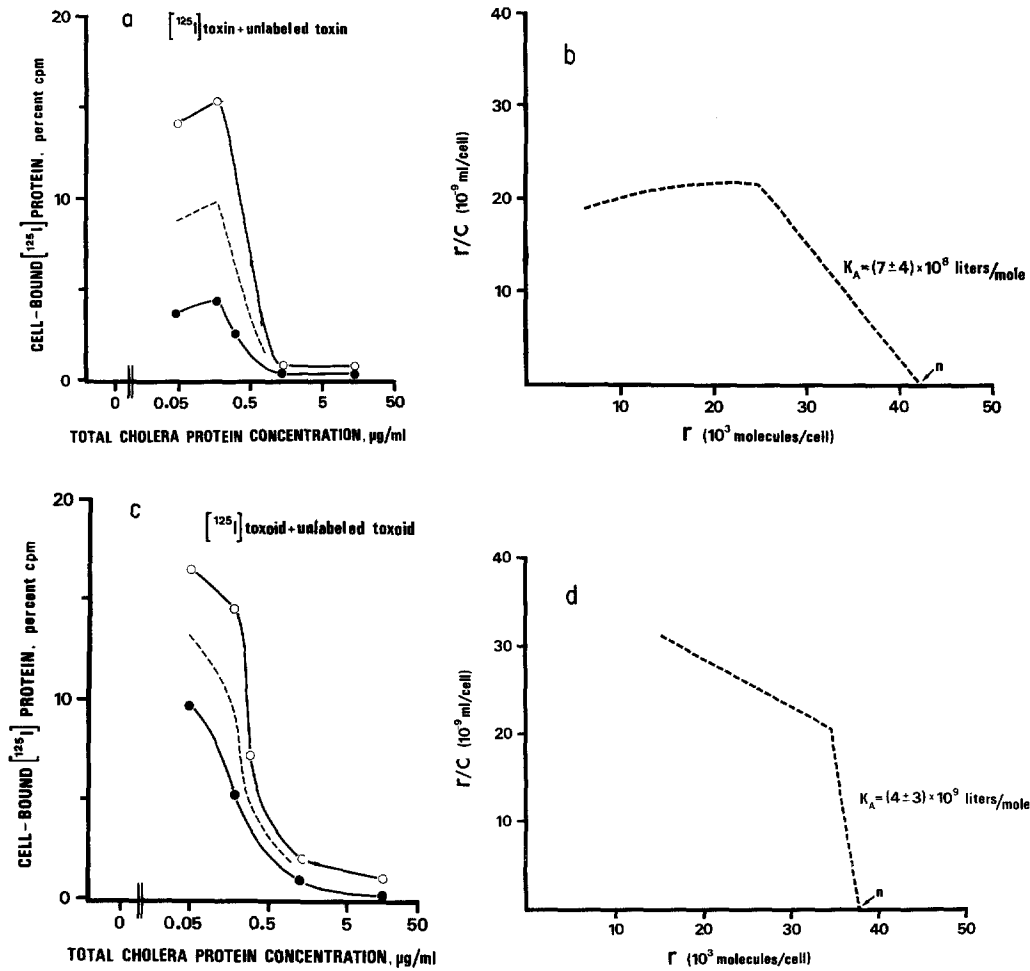 a
[¹²⁵I] toxin + unlabeled toxin
20
10
0
CELL-BOUND [¹²⁵I] PROTEIN, percent cpm
0 0.05 0.5 5 50
TOTAL CHOLERA PROTEIN CONCENTRATION, µg/ml
b
40
30
20
10
r/C (10⁻⁹ ml/cell)
K_A = (7 ± 4) × 10⁸ liters/mole
n
10 20 30 40 50
r (10³ molecules/cell)
c
[¹²⁵I] toxoid + unlabeled toxoid
20
10
0
CELL-BOUND [¹²⁵I] PROTEIN, percent cpm
0 0.05 0.5 5 50
TOTAL CHOLERA PROTEIN CONCENTRATION, µg/ml
d
40
30
20
10
r/C (10⁻⁹ ml/cell)
K_A = (4 ± 3) × 10⁹ liters/mole
n
10 20 30 40 50
r (10³ molecules/cell)